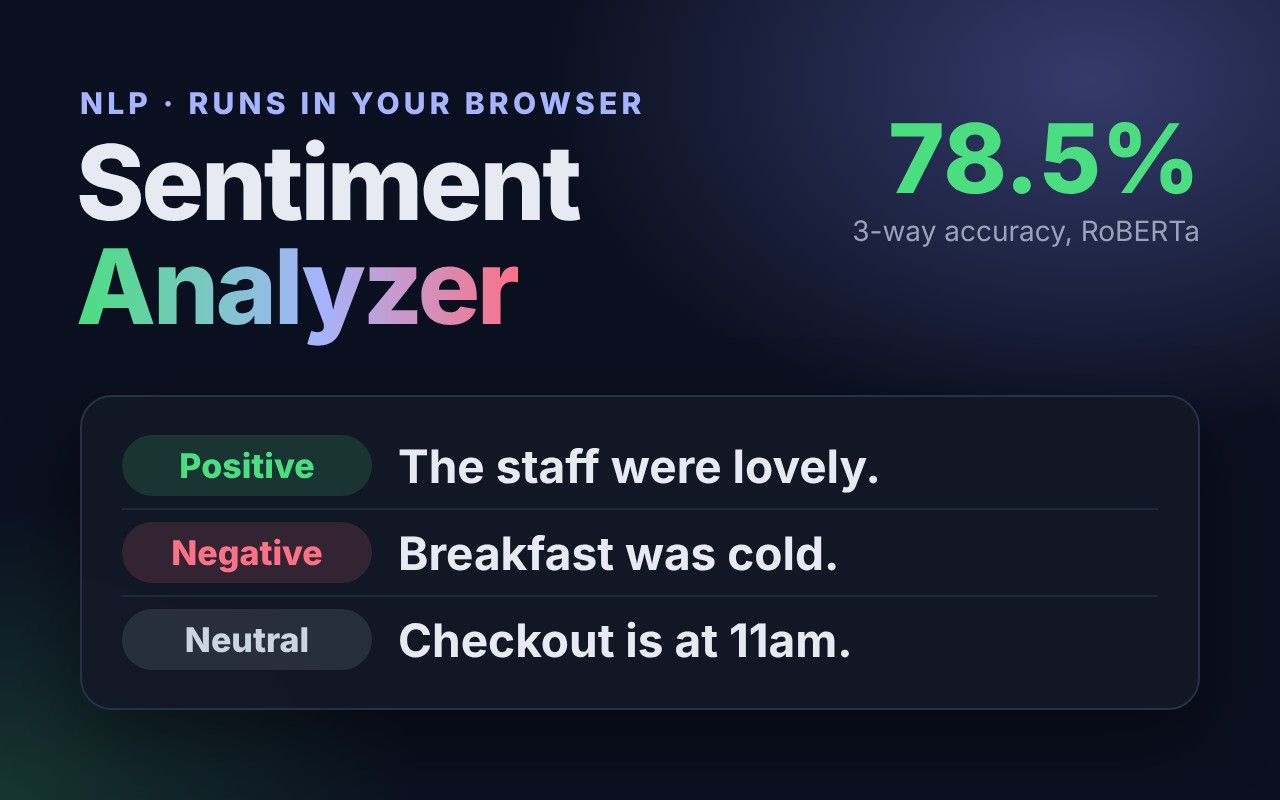 NLP · RUNS IN YOUR BROWSER
Sentiment
Analyzer
78.5%
3-way accuracy, RoBERTa
Positive The staff were lovely.
Negative Breakfast was cold.
Neutral Checkout is at 11am.